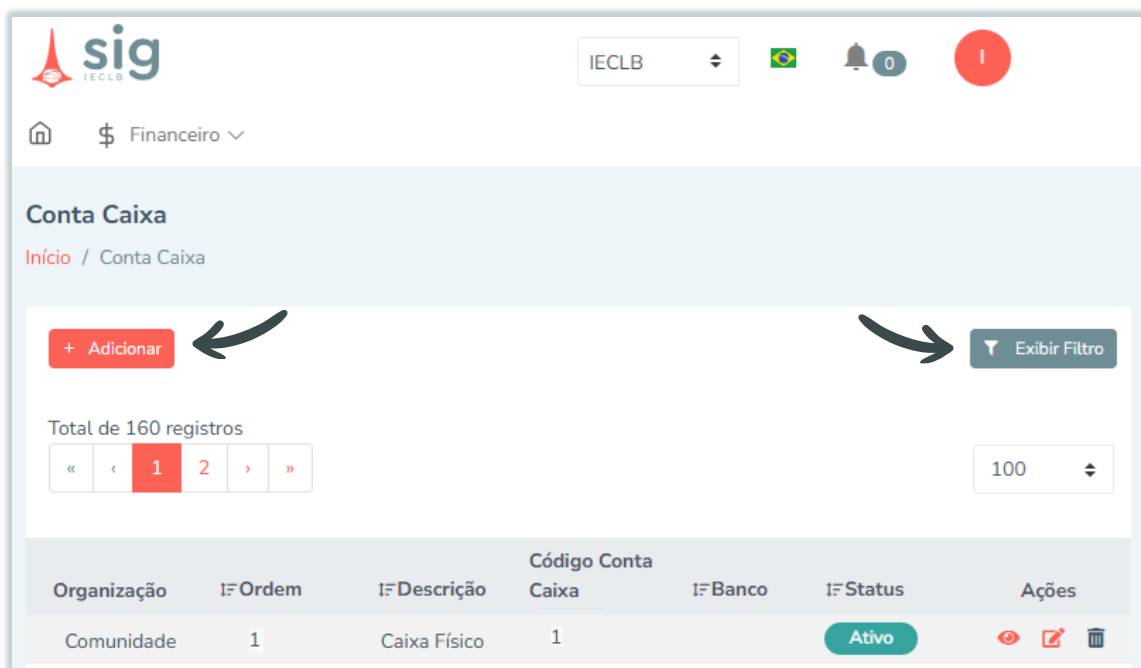 sig
IECLB
IECLB
0
I
Financeiro
Conta Caixa
Início / Conta Caixa
+ Adicionar
Exibir Filtro
Total de 160 registros
« ‹ 1 2 › »
100
Organização Ordem Descrição Código Conta Caixa Banco Status Ações
Comunidade 1 Caixa Físico 1 Ativo